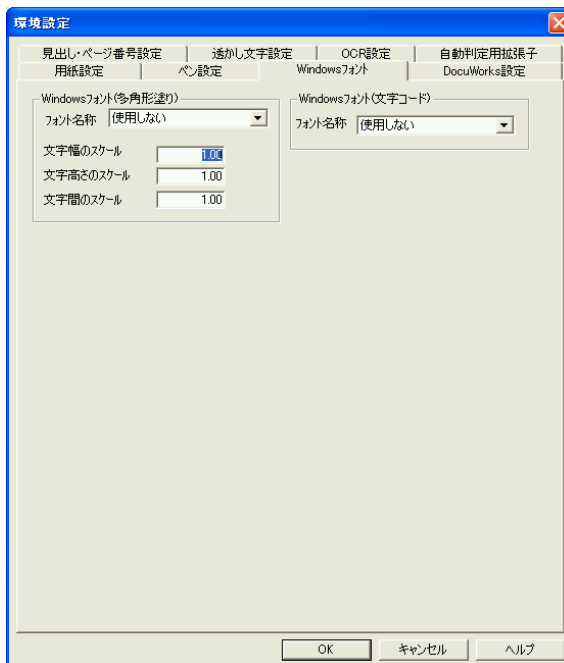 環境設定
見出し・ページ番号設定 透かし文字設定 OCR設定 自動判定用拡張子
用紙設定 ペン設定 Windowsフォント DocuWorks設定
Windowsフォント(多角形塗り)
フォント名称 使用しない
文字幅のスケール 1.00
文字高さのスケール 1.00
文字間のスケール 1.00
Windowsフォント(文字コード)
フォント名称 使用しない
OK キャンセル ヘルプ